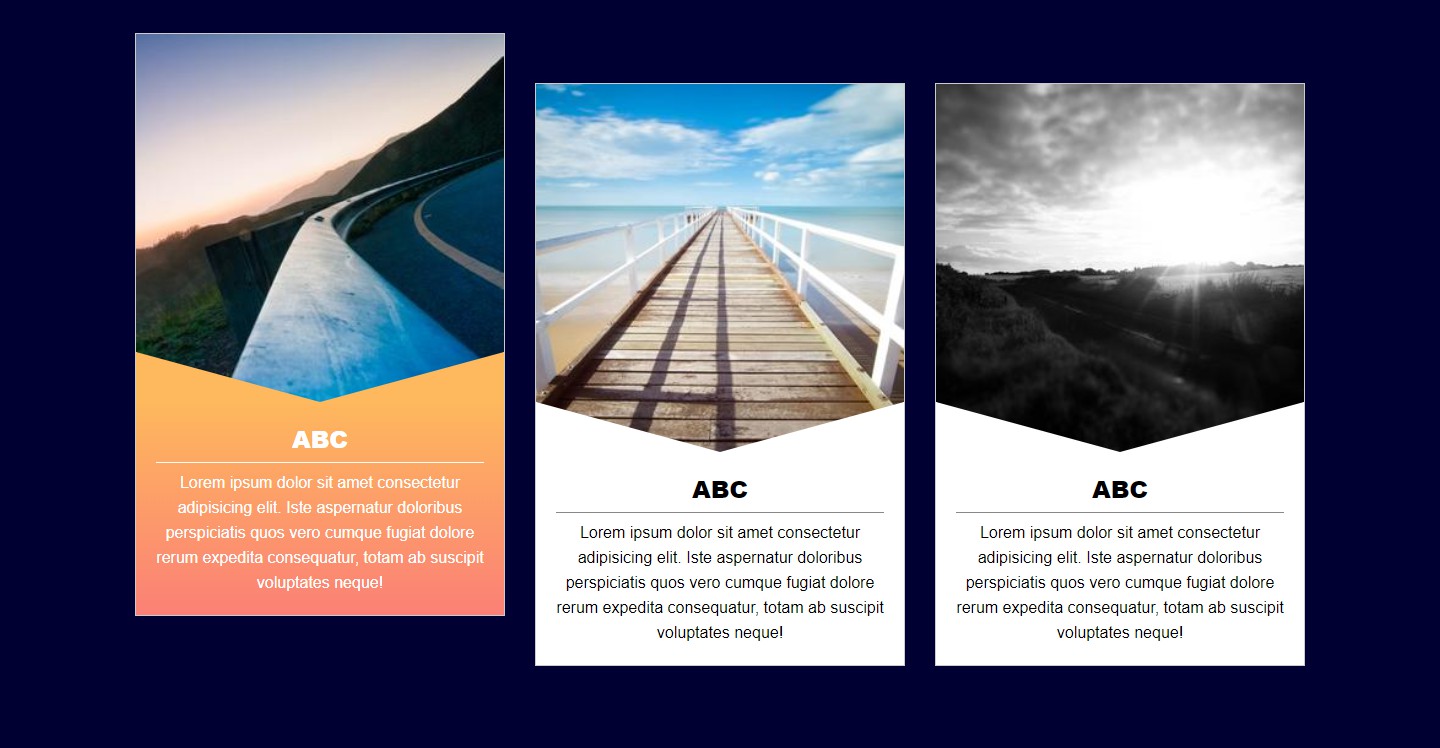 ABC
Lorem ipsum dolor sit amet consectetur
adipisicing elit. Iste aspernatur doloribus
perspiciatis quos vero cumque fugiat dolore
rerum expedita consequatur, totam ab suscipit
voluptates neque!
ABC
Lorem ipsum dolor sit amet consectetur
adipisicing elit. Iste aspernatur doloribus
perspiciatis quos vero cumque fugiat dolore
rerum expedita consequatur, totam ab suscipit
voluptates neque!
ABC
Lorem ipsum dolor sit amet consectetur
adipisicing elit. Iste aspernatur doloribus
perspiciatis quos vero cumque fugiat dolore
rerum expedita consequatur, totam ab suscipit
voluptates neque!